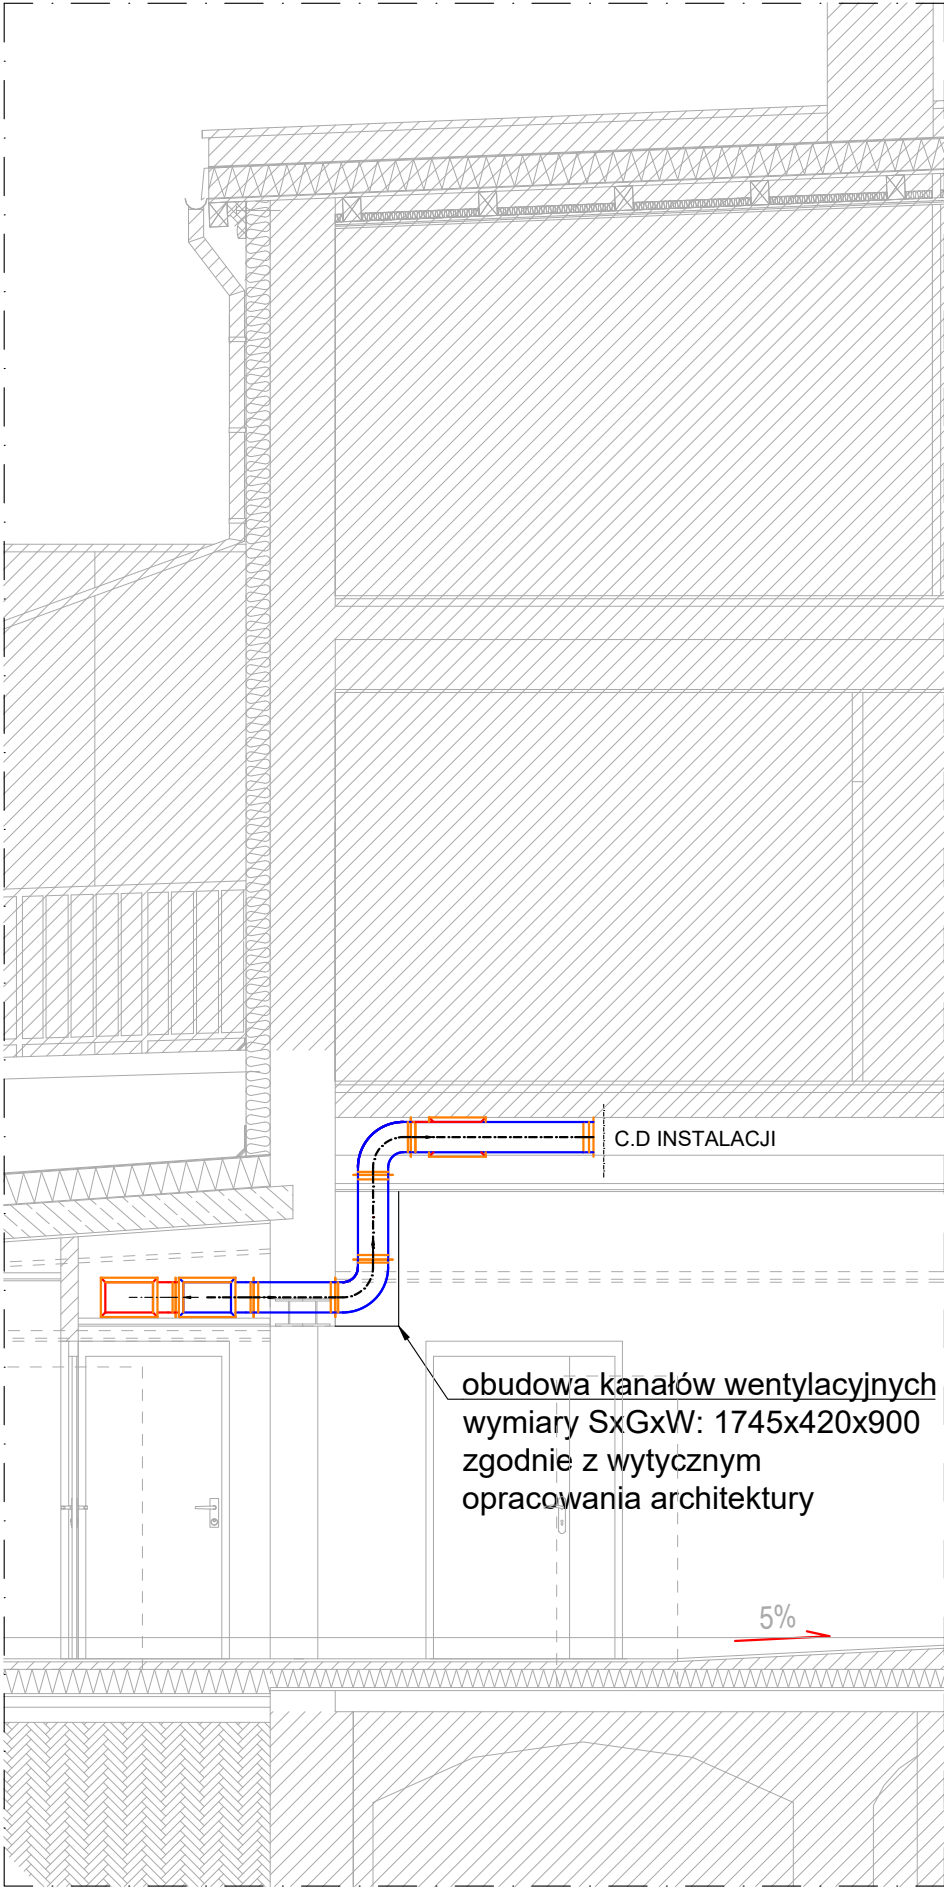 C.D INSTALACJI
obudowa kanałów wentylacyjnych
wymiary SxGxW: 1745x420x900
zgodnie z wytycznym
opracowania architektury
5%